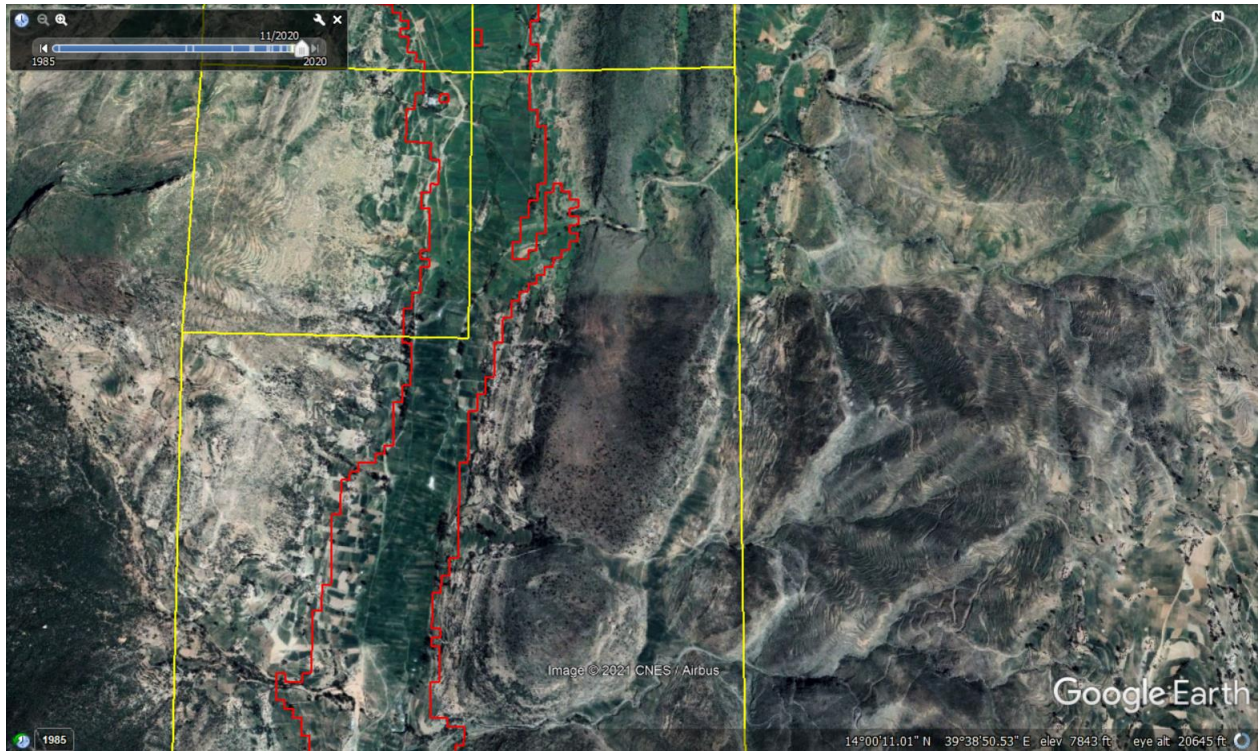 N
11/2020
1985
2020
Image © 2021 CNES / Airbus
Google Earth
1985
14°00'11.01" N 39°38'50.53" E elev 7843 ft eye alt 20645 ft